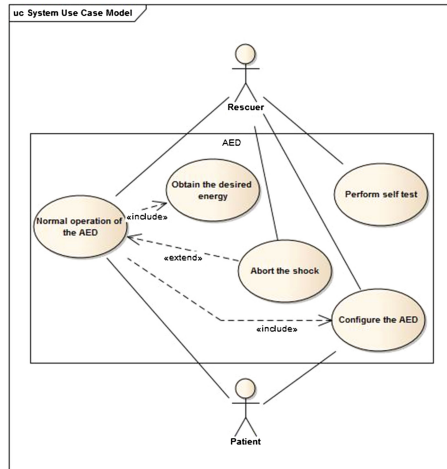 uc System Use Case Model
Rescuer
AED
Obtain the desired
energy
Perform self test
Normal operation of
the AED
«include»
«extend»
Abort the shock
Configure the AED
«include»
Patient